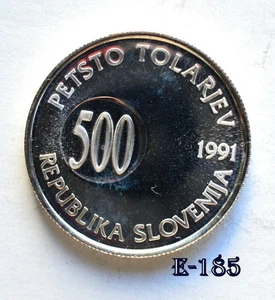 PETSTO TOLARJEV
500
1991
REPUBLIKA SLOVENIJA
E-185